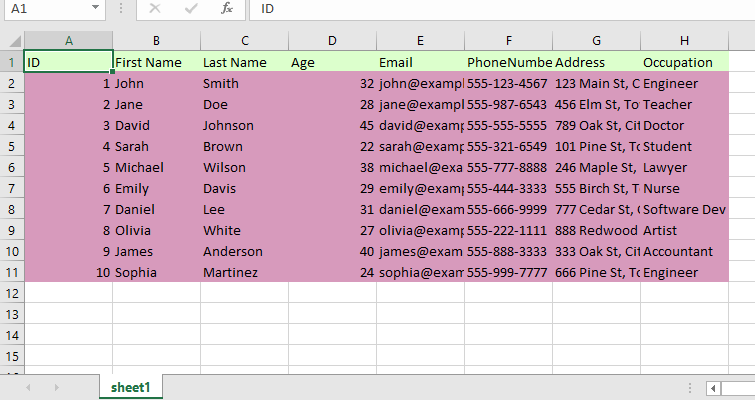 A1 fx ID
A B C D E F G H
1 ID First Name Last Name Age Email PhoneNumbe Address Occupation
2 1 John Smith 32 john@exampl 555-123-4567 123 Main St, C Engineer
3 2 Jane Doe 28 jane@exampl 555-987-6543 456 Elm St, To Teacher
4 3 David Johnson 45 david@examp 555-555-5555 789 Oak St, Cit Doctor
5 4 Sarah Brown 22 sarah@examp 555-321-6549 101 Pine St, To Student
6 5 Michael Wilson 38 michael@exa 555-777-8888 246 Maple St, Lawyer
7 6 Emily Davis 29 emily@examp 555-444-3333 555 Birch St, T Nurse
8 7 Daniel Lee 31 daniel@exam 555-666-9999 777 Cedar St, Software Dev
9 8 Olivia White 27 olivia@examp 555-222-1111 888 Redwood Artist
10 9 James Anderson 40 james@exam 555-888-3333 333 Oak St, Cit Accountant
11 10 Sophia Martinez 24 sophia@exam 555-999-7777 666 Pine St, To Engineer
12
13
14
15
sheet1